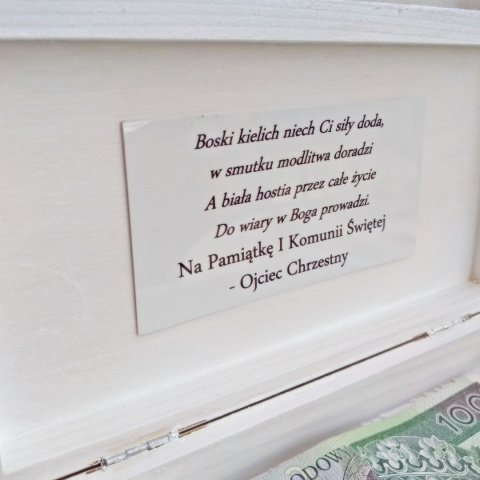 Boski kielich niech Ci siły doda,
w smutku modlitwa doradzi
A biała hostia przez całe życie
Do wiary w Boga prowadzi.
Na Pamiątkę I Komunii Świętej
- Ojciec Chrzestny
100